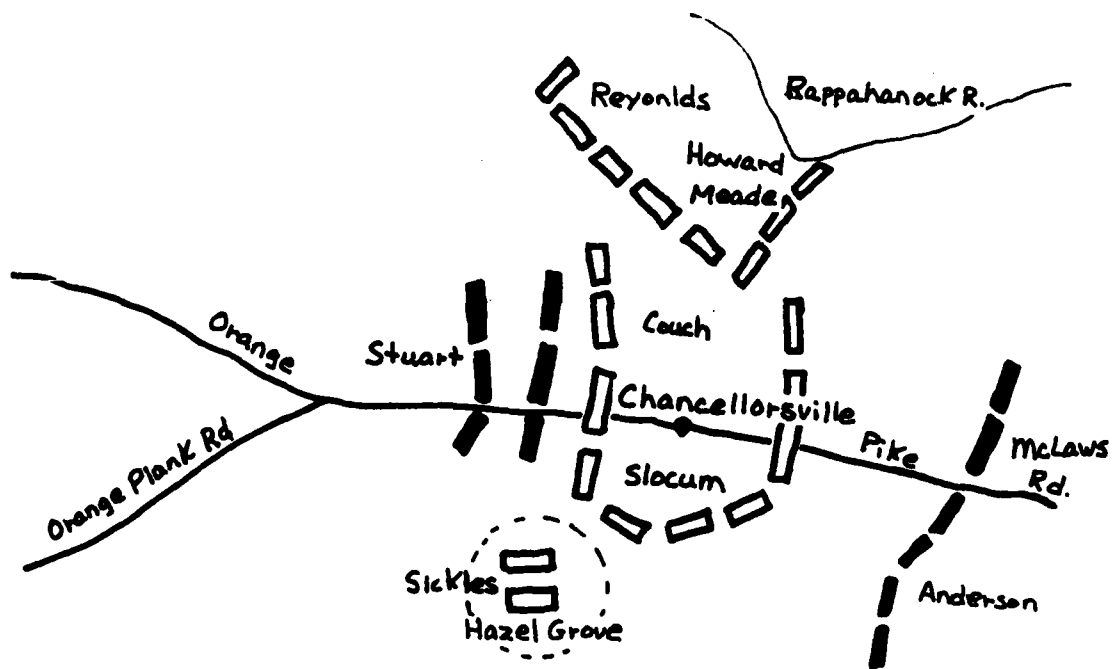 Reyonlds
Rappahanock R.
Howard
Meade
Orange
Stuart
Couch
Chancellorsville
Pike
McLaws
Rd.
Orange Plank Rd
Slocum
Sickles
Hazel Grove
Anderson